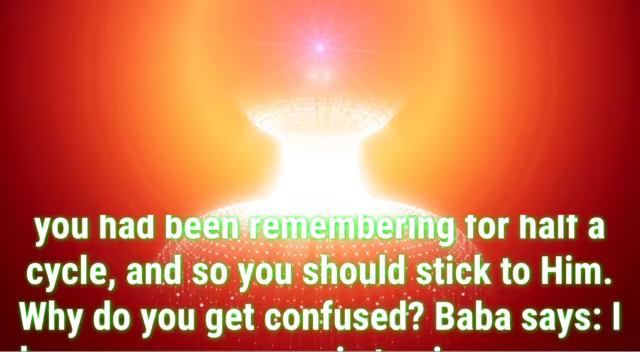 you had been remembering for half a
cycle, and so you should stick to Him.
Why do you get confused? Baba says: I